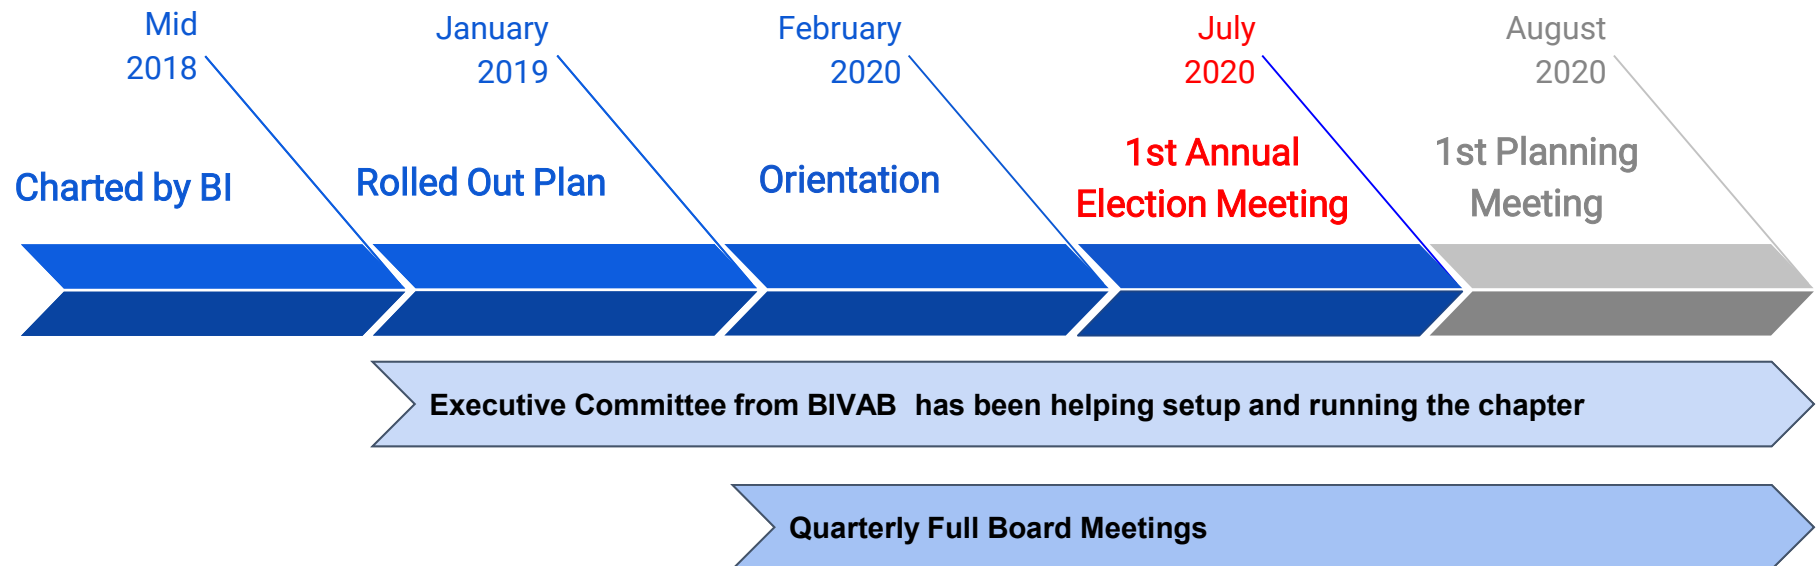 Mid
2018
January
2019
February
2020
July
2020
August
2020
Charted by BI
Rolled Out Plan
Orientation
1st Annual
Election Meeting
1st Planning
Meeting
Executive Committee from BIVAB  has been helping setup and running the chapter
Quarterly Full Board Meetings